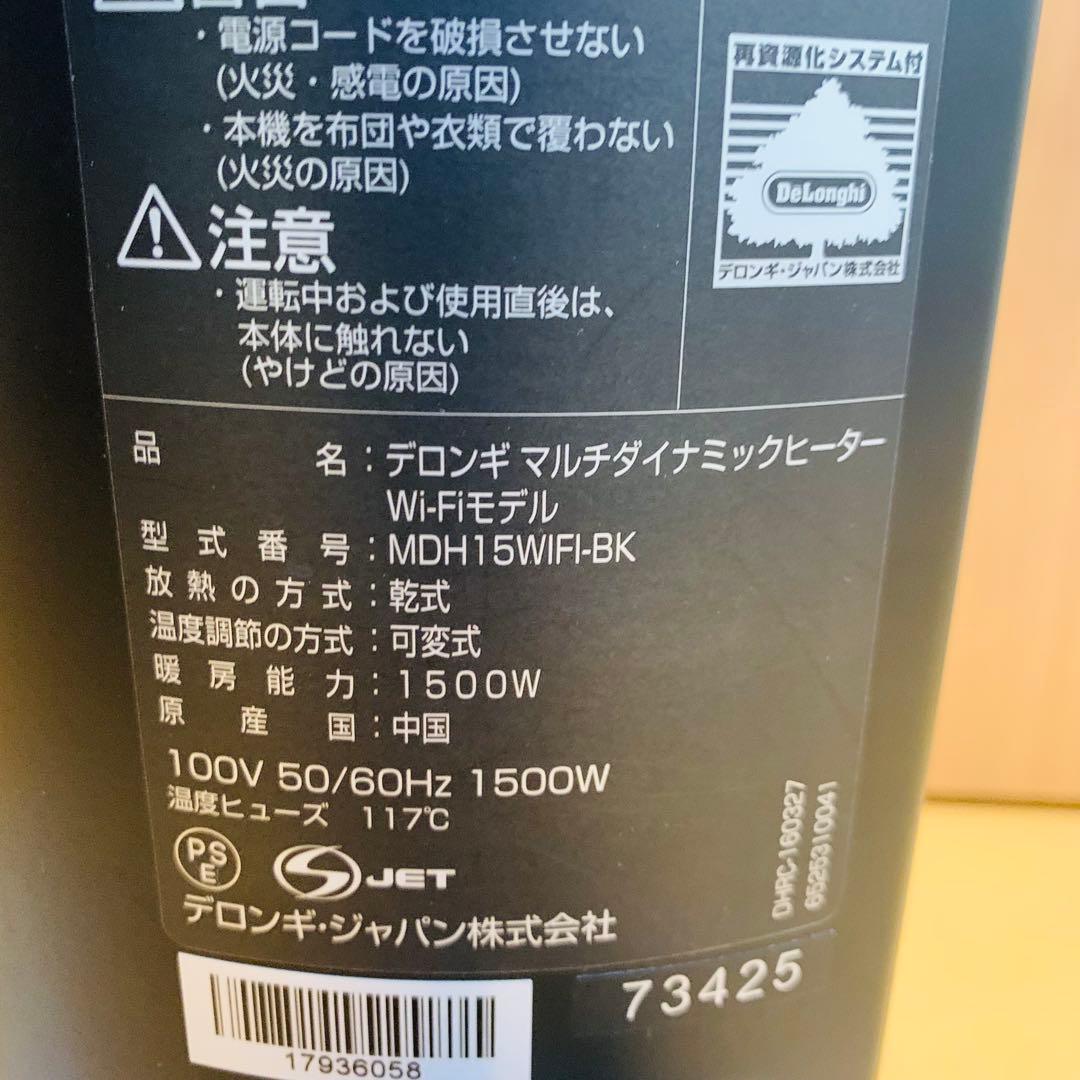 ・電源コードを破損させない
(火災・感電の原因)
・本機を布団や衣類で覆わない
(火災の原因)
注意
・運転中および使用直後は、
本体に触れない
(やけどの原因)
再資源化システム付
DeLonghi
デロンギ・ジャパン株式会社
品名:デロンギ マルチダイナミックヒーター
Wi-Fiモデル
型式番号:MDH15WIFI-BK
放熱の方式:乾式
温度調節の方式:可変式
暖房能力:1500W
原産国:中国
100V 50/60Hz 1500W
温度ヒューズ 117℃
PSE
S JET
デロンギ・ジャパン株式会社
DHRC-160327
6525310041
73425
17936058